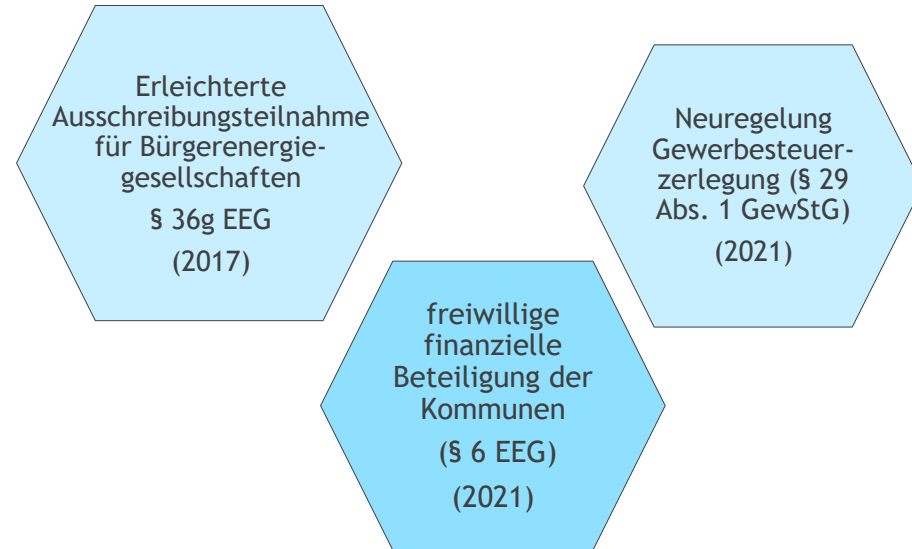 Erleichterte
Ausschreibungsteilnahme
für Bürgerenergie-
gesellschaften
§ 36g EEG
(2017)
Neuregelung
Gewerbesteuer-
zerlegung (§ 29
Abs. 1 GewStG)
(2021)
freiwillige
finanzielle
Beteiligung der
Kommunen
(§ 6 EEG)
(2021)